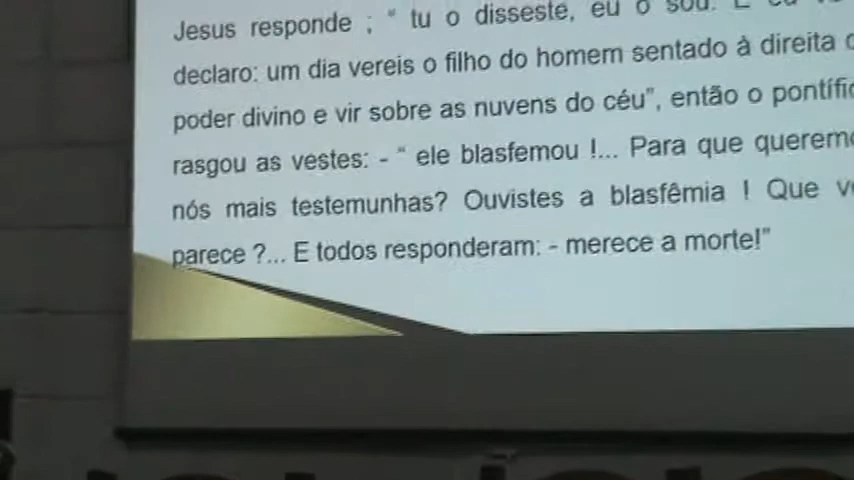 Jesus responde ; “ tu o disseste, eu o sou. E eu
declaro: um dia vereis o filho do homem sentado à direita
poder divino e vir sobre as nuvens do céu”, então o
rasgou as vestes: - “ ele blasfemou !... Para que
nós mais testemunhas? Ouvistes a blasfêmia ! Que
parece ?... E todos responderam: - merece a morte!”